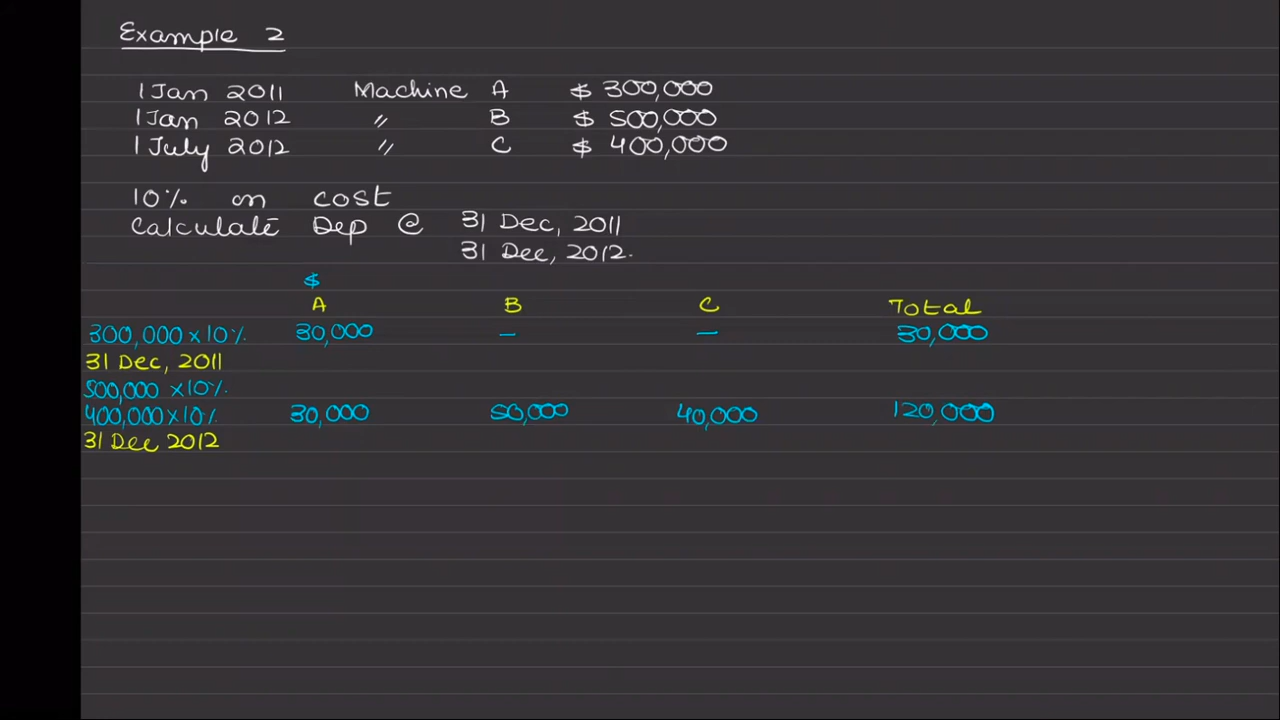 Example 2
1 Jan 2011 Machine A $ 300,000
1 Jan 2012 " B $ 500,000
1 July 2012 " C $ 400,000
10% on cost
Calculate Dep @ 31 Dec, 2011
31 Dec, 2012.
$
A B C Total
300,000 x 10% 30,000 — — 30,000
31 Dec, 2011
500,000 x 10%
400,000 x 10% 30,000 50,000 40,000 120,000
31 Dec 2012